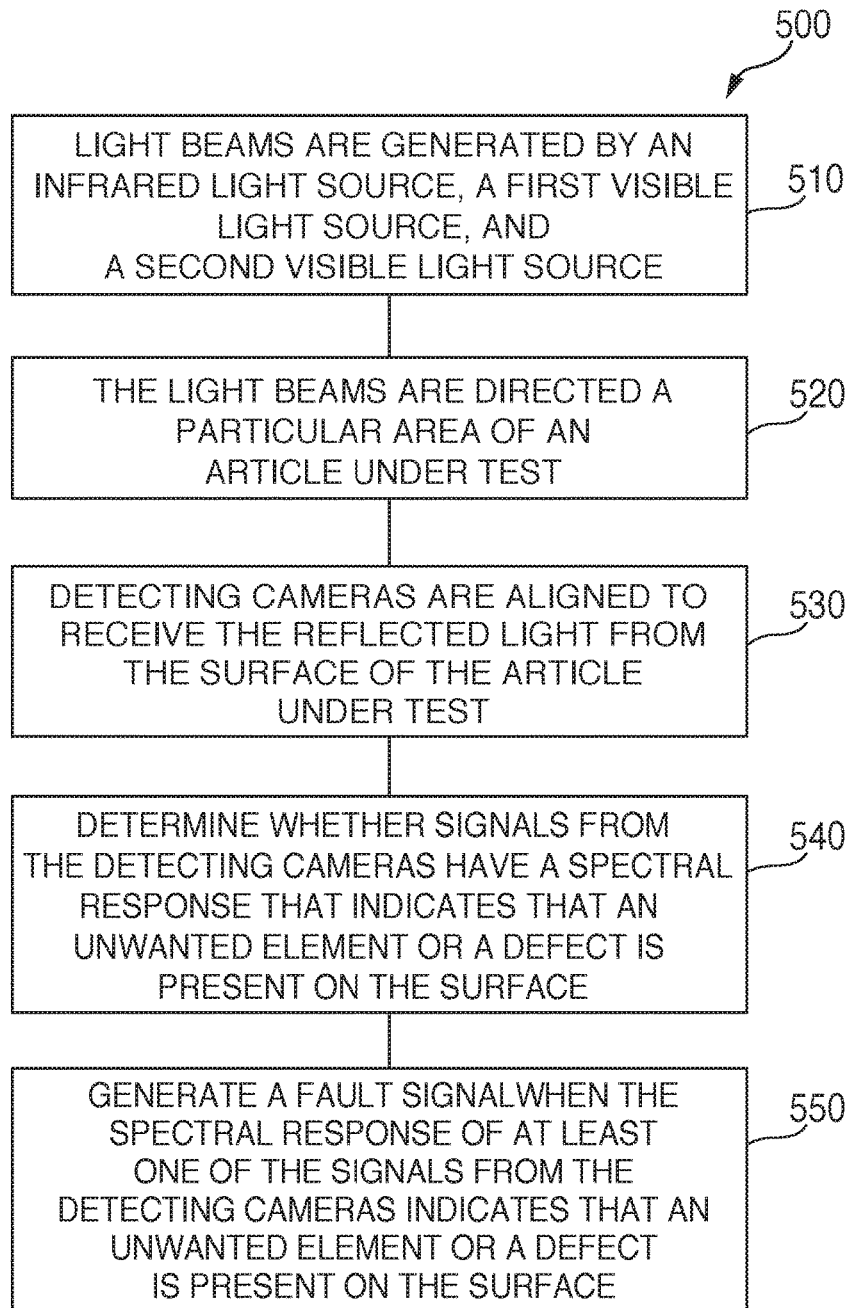 500
LIGHT BEAMS ARE GENERATED BY AN
INFRARED LIGHT SOURCE, A FIRST VISIBLE
LIGHT SOURCE, AND
A SECOND VISIBLE LIGHT SOURCE.
510
THE LIGHT BEAMS ARE DIRECTED A
PARTICULAR AREA OF AN
ARTICLE UNDER TEST
520
DETECTING CAMERAS ARE ALIGNED TO
RECEIVE THE REFLECTED LIGHT FROM
THE SURFACE OF THE ARTICLE
UNDER TEST
530
DETERMINE WHETHER SIGNALS FROM
THE DETECTING CAMERAS HAVE A SPECTRAL
RESPONSE THAT INDICATES THAT AN
UNWANTED ELEMENT OR A DEFECT IS
PRESENT ON THE SURFACE
540
GENERATE A FAULT SIGNALWHEN THE
SPECTRAL RESPONSE OF AT LEAST
ONE OF THE SIGNALS FROM THE
DETECTING CAMERAS INDICATES THAT AN
UNWANTED ELEMENT OR A DEFECT
IS PRESENT ON THE SURFACE
550